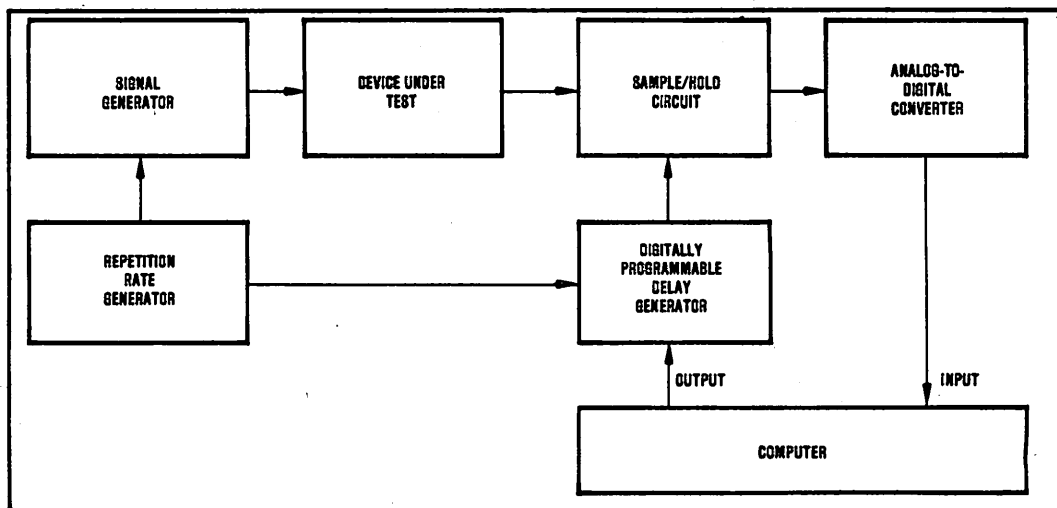 SIGNAL
GENERATOR
DEVICE UNDER
TEST
SAMPLE/HOLD
CIRCUIT
ANALOG-TO-
DIGITAL
CONVERTER
REPETITION
RATE
GENERATOR
DIGITALLY
PROGRAMMABLE
DELAY
GENERATOR
OUTPUT
INPUT
COMPUTER